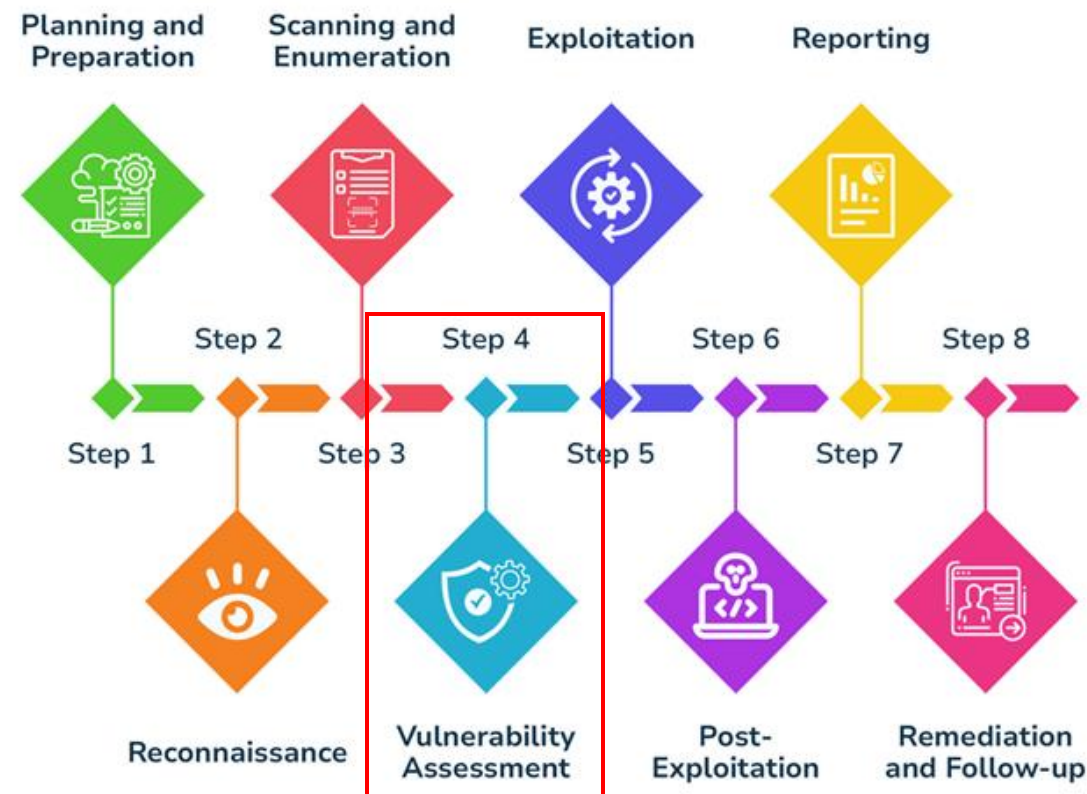 Planning and
Preparation
Scanning and
Enumeration
Exploitation
Reporting
Step 2
Step 4
Step 6
Step 8
Step 1
Step 3
Step 5
Step 7
Reconnaissance
Vulnerability
Assessment
Post-
Exploitation
Remediation
and Follow-up